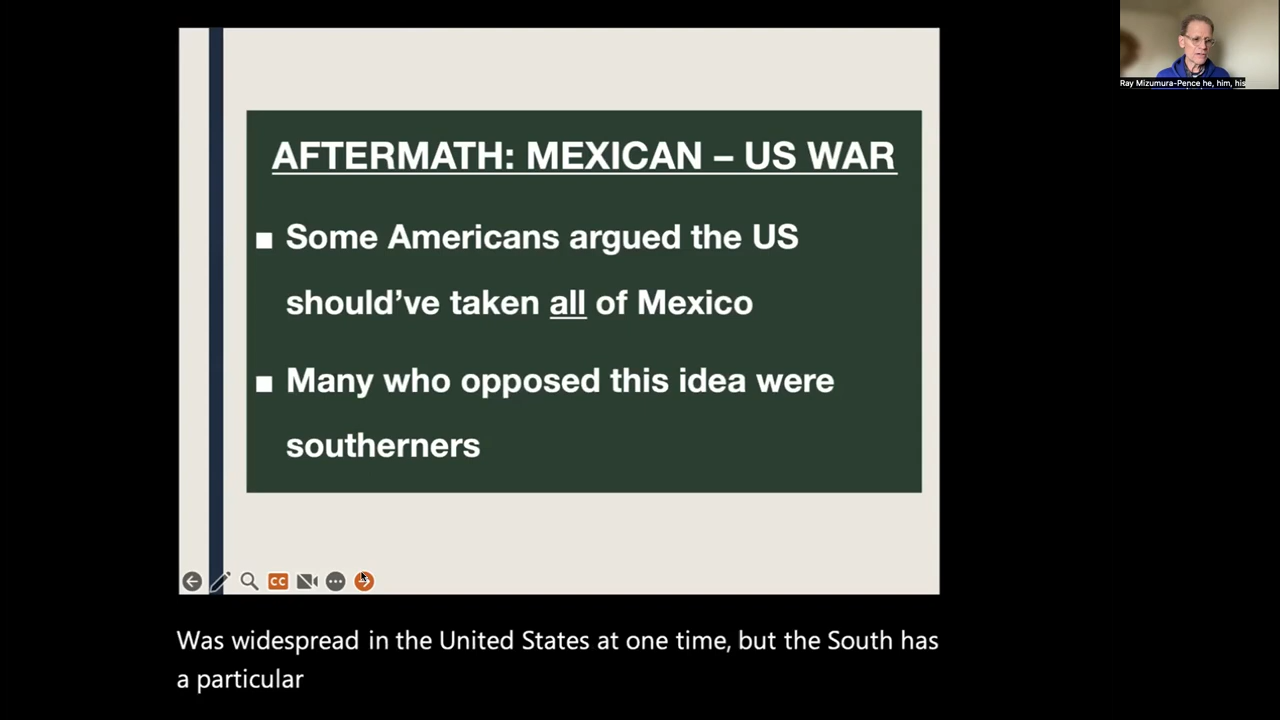 AFTERMATH: MEXICAN – US WAR
■ Some Americans argued the US
should’ve taken all of Mexico
■ Many who opposed this idea were
southerners
CC
Was widespread in the United States at one time, but the South has
a particular
Ray Mizumura-Pence he, him, his